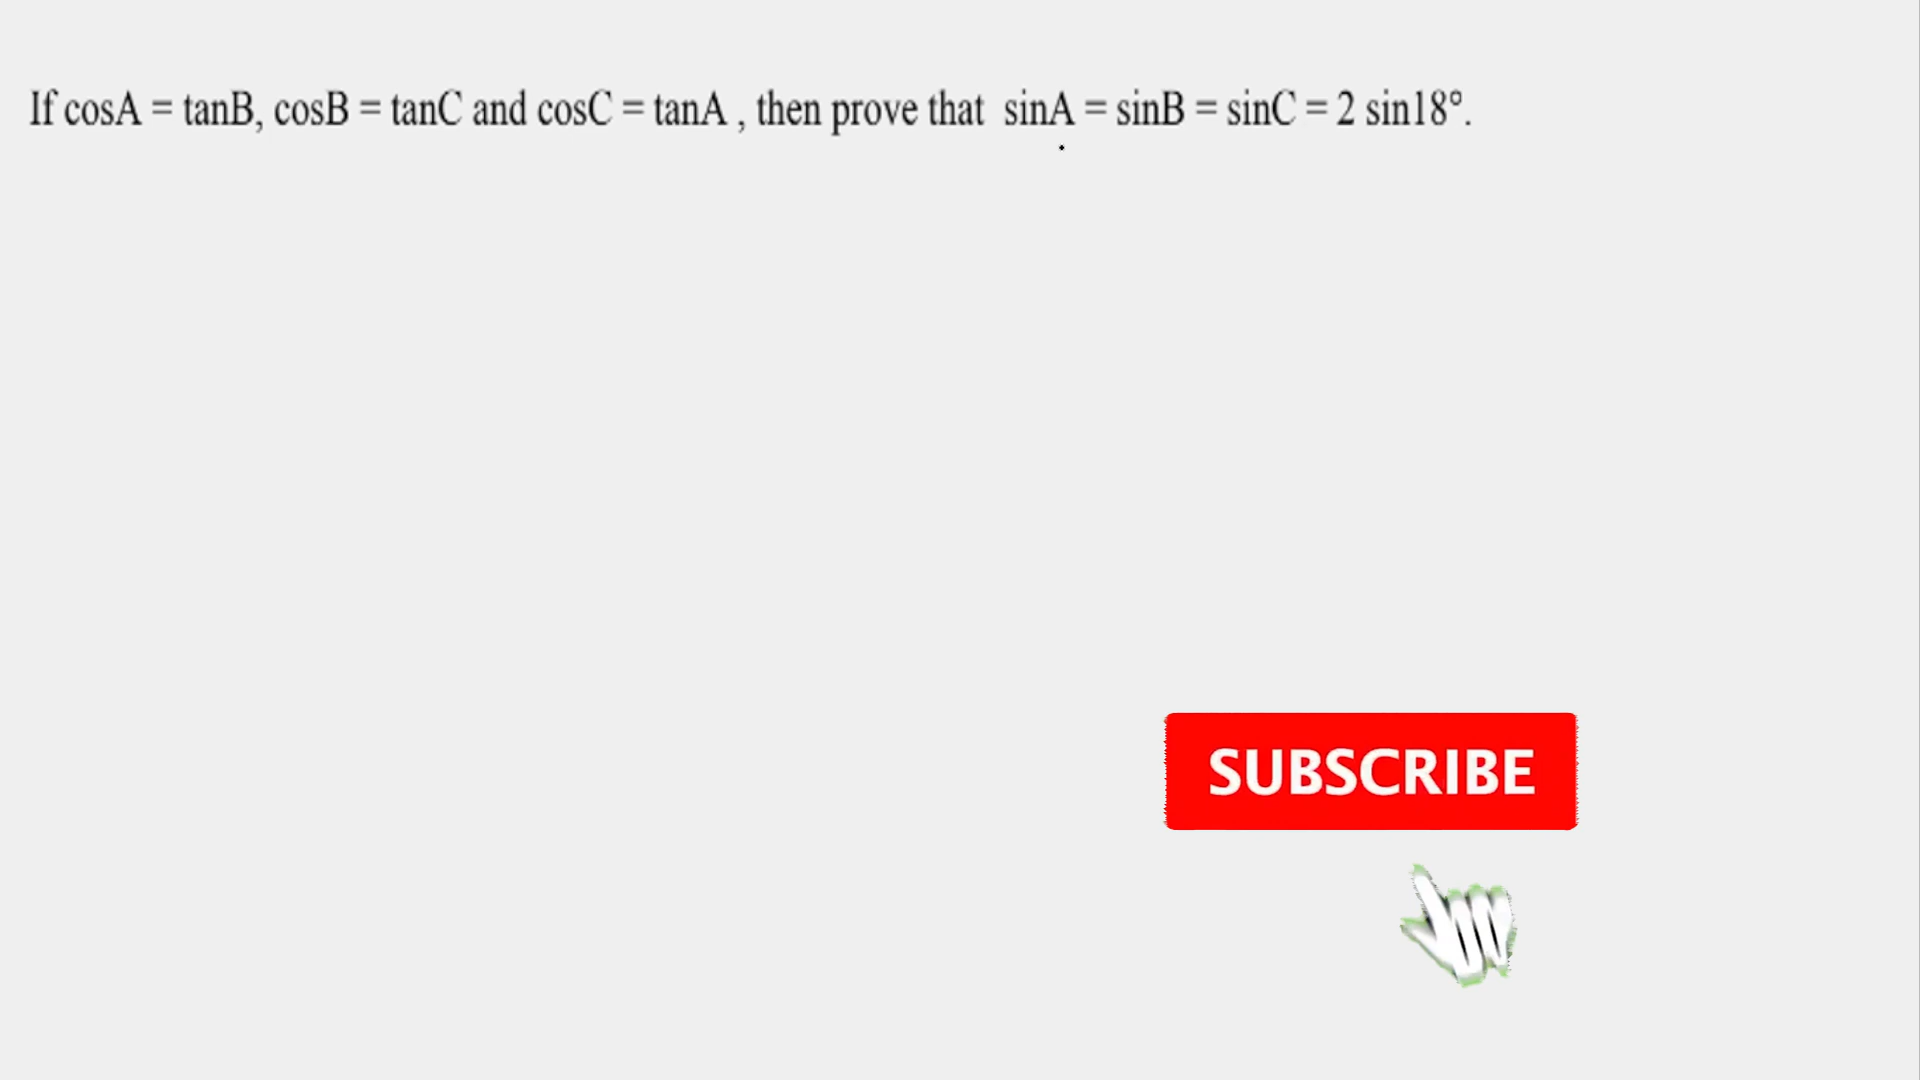 If cosA = tanB, cosB = tanC and cosC = tanA , then prove that sinA = sinB = sinC = 2 sin18°.
SUBSCRIBE